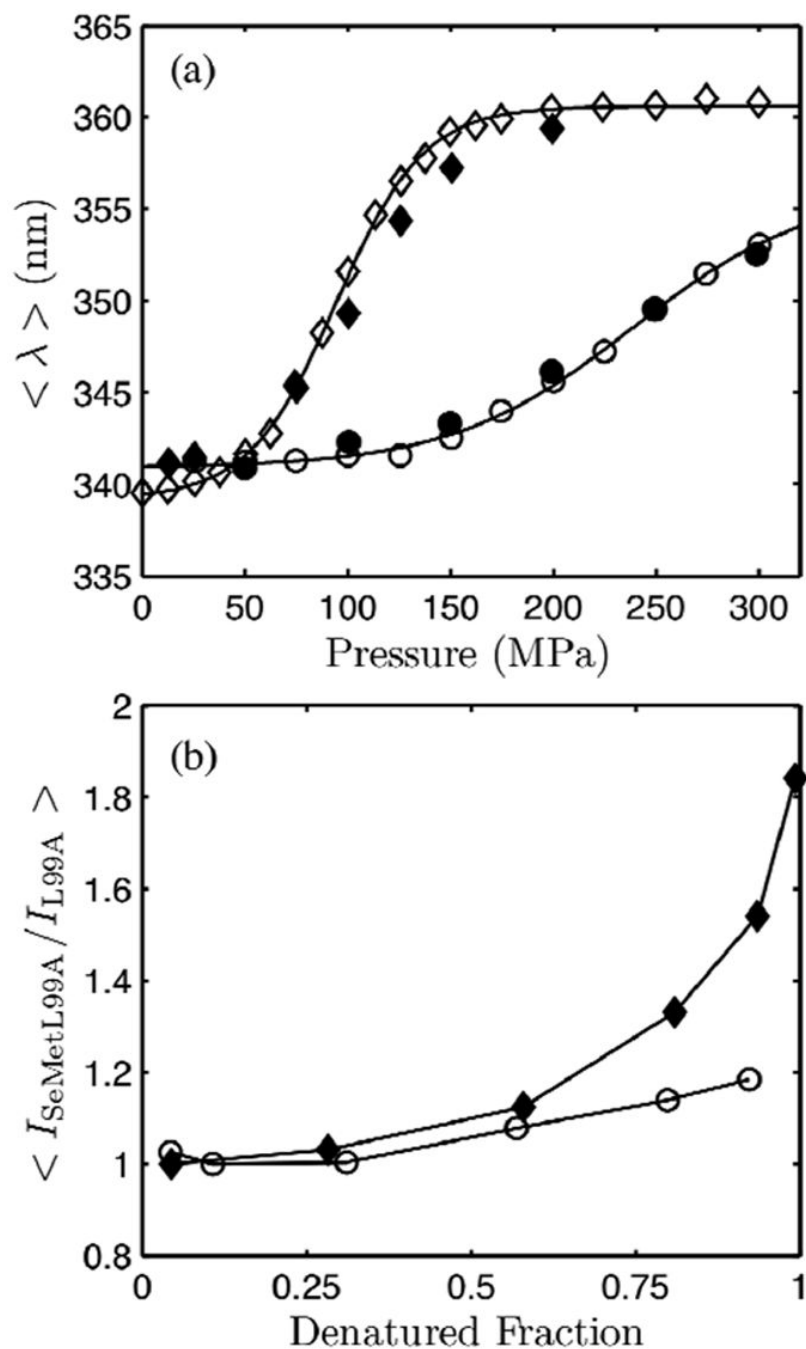 (a)
365
360
355
350
345
340
335
< λ > (nm)
0 50 100 150 200 250 300
Pressure (MPa)
(b)
2
1.8
1.6
1.4
1.2
1
0.8
< I_SeMetL99A / I_L99A >
0 0.25 0.5 0.75 1
Denatured Fraction